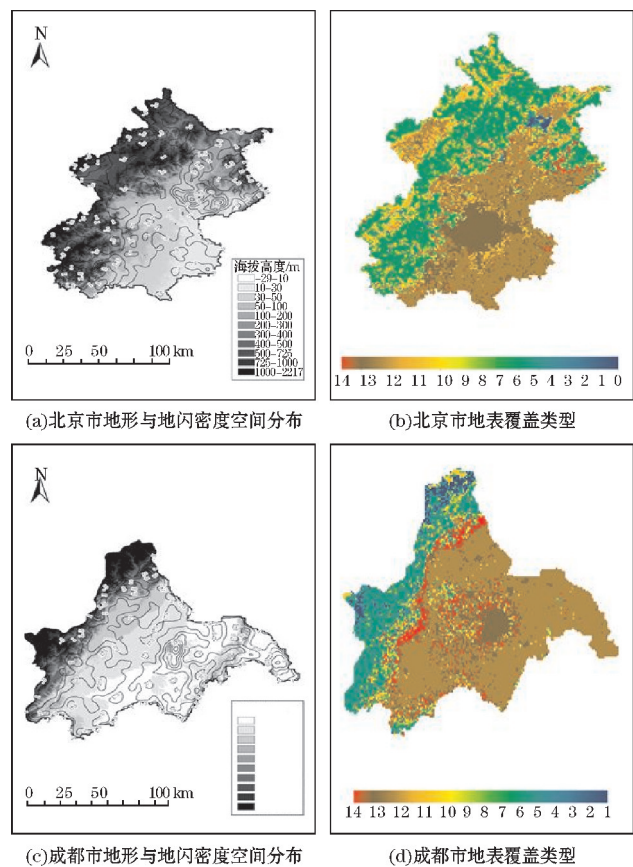 N
海拔高度/m
-29-10
10-30
30-50
50-100
100-200
200-300
300-400
400-500
500-725
725-1000
1000-2217
0 25 50 100 km
14 13 12 11 10 9 8 7 6 5 4 3 2 1 0
(a)北京市地形与地闪密度空间分布
(b)北京市地表覆盖类型
N
0 25 50 100 km
14 13 12 11 10 9 8 7 6 5 4 3 2 1
(c)成都市地形与地闪密度空间分布
(d)成都市地表覆盖类型